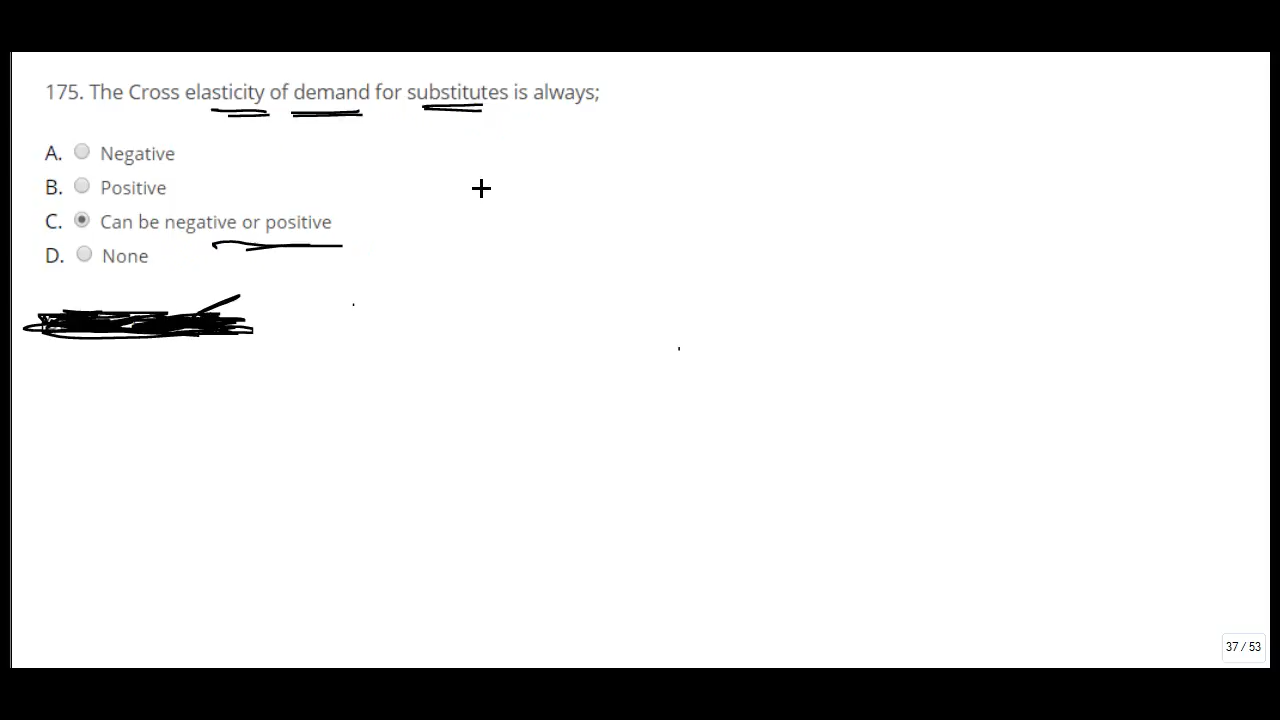 175. The Cross elasticity of demand for substitutes is always;
A. Negative
B. Positive
C. Can be negative or positive
D. None
37 / 53